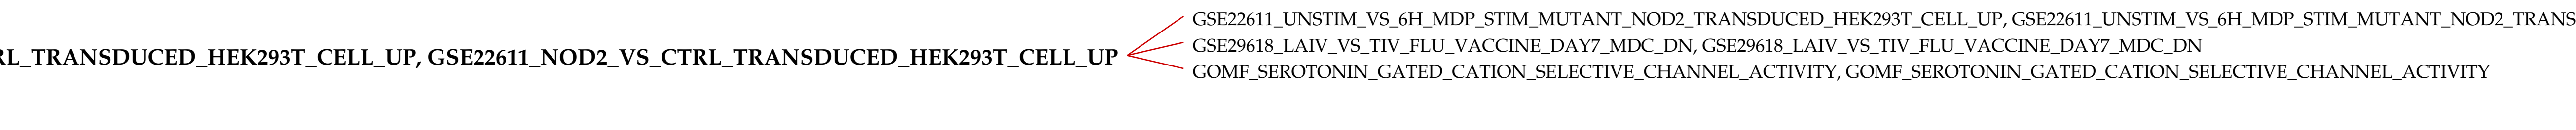 GSE22611_UNSTIM_VS_6H_MDP_STIM_MUTANT_NOD2_TRANSDUCED_HEK293T_CELL_UP, GSE22611_UNSTIM_VS_6H_MDP_STIM_MUTANT_NOD2_TRANS
RL_TRANSDUCED_HEK293T_CELL_UP, GSE22611_NOD2_VS_CTRL_TRANSDUCED_HEK293T_CELL_UP
GSE29618_LAIV_VS_TIV_FLU_VACCINE_DAY7_MDC_DN, GSE29618_LAIV_VS_TIV_FLU_VACCINE_DAY7_MDC_DN
GOMF_SEROTONIN_GATED_CATION_SELECTIVE_CHANNEL_ACTIVITY, GOMF_SEROTONIN_GATED_CATION_SELECTIVE_CHANNEL_ACTIVITY